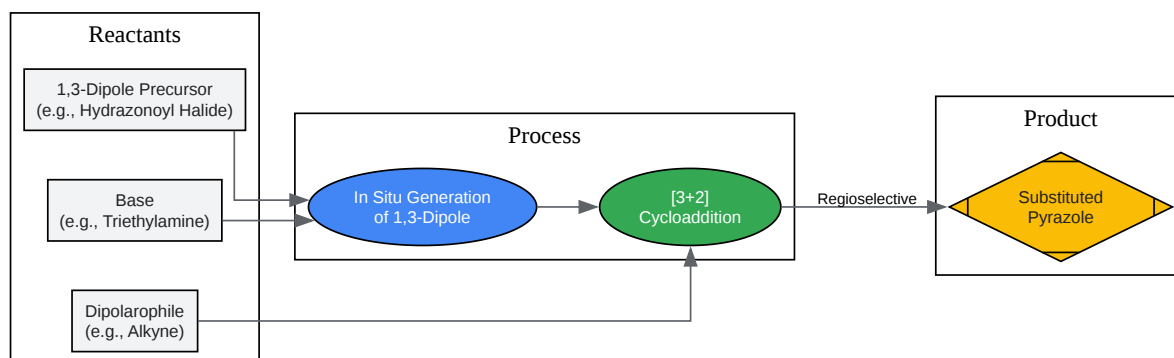 Reactants
1,3-Dipole Precursor
(e.g., Hydrazonoyl Halide)
Base
(e.g., Triethylamine)
Dipolarophile
(e.g., Alkyne)
Process
In Situ Generation
of 1,3-Dipole
[3+2]
Cycloaddition
Regioselective
Product
Substituted
Pyrazole